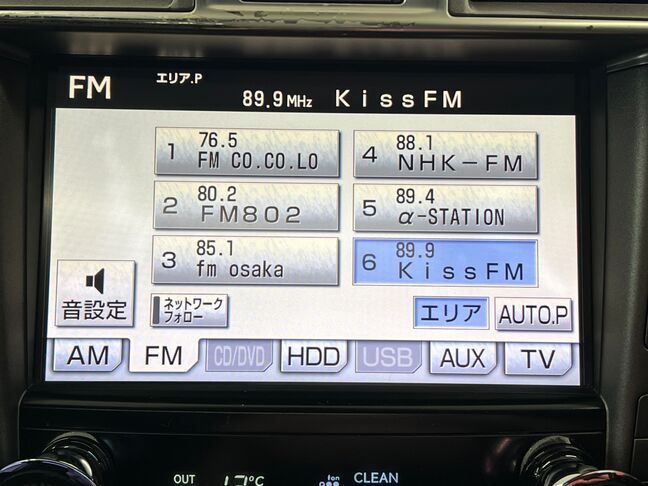 FM エリア.P
89.9MHz KissFM
1 76.5
FM CO.CO.LO
4 88.1
NHK-FM
2 80.2
FM802
5 89.4
α-STATION
3 85.1
fm osaka
6 89.9
KissFM
音設定
ネットワーク
フォロー
エリア AUTO.P
AM FM CD/DVD HDD USB AUX TV
OUT 17°C fon CLEAN